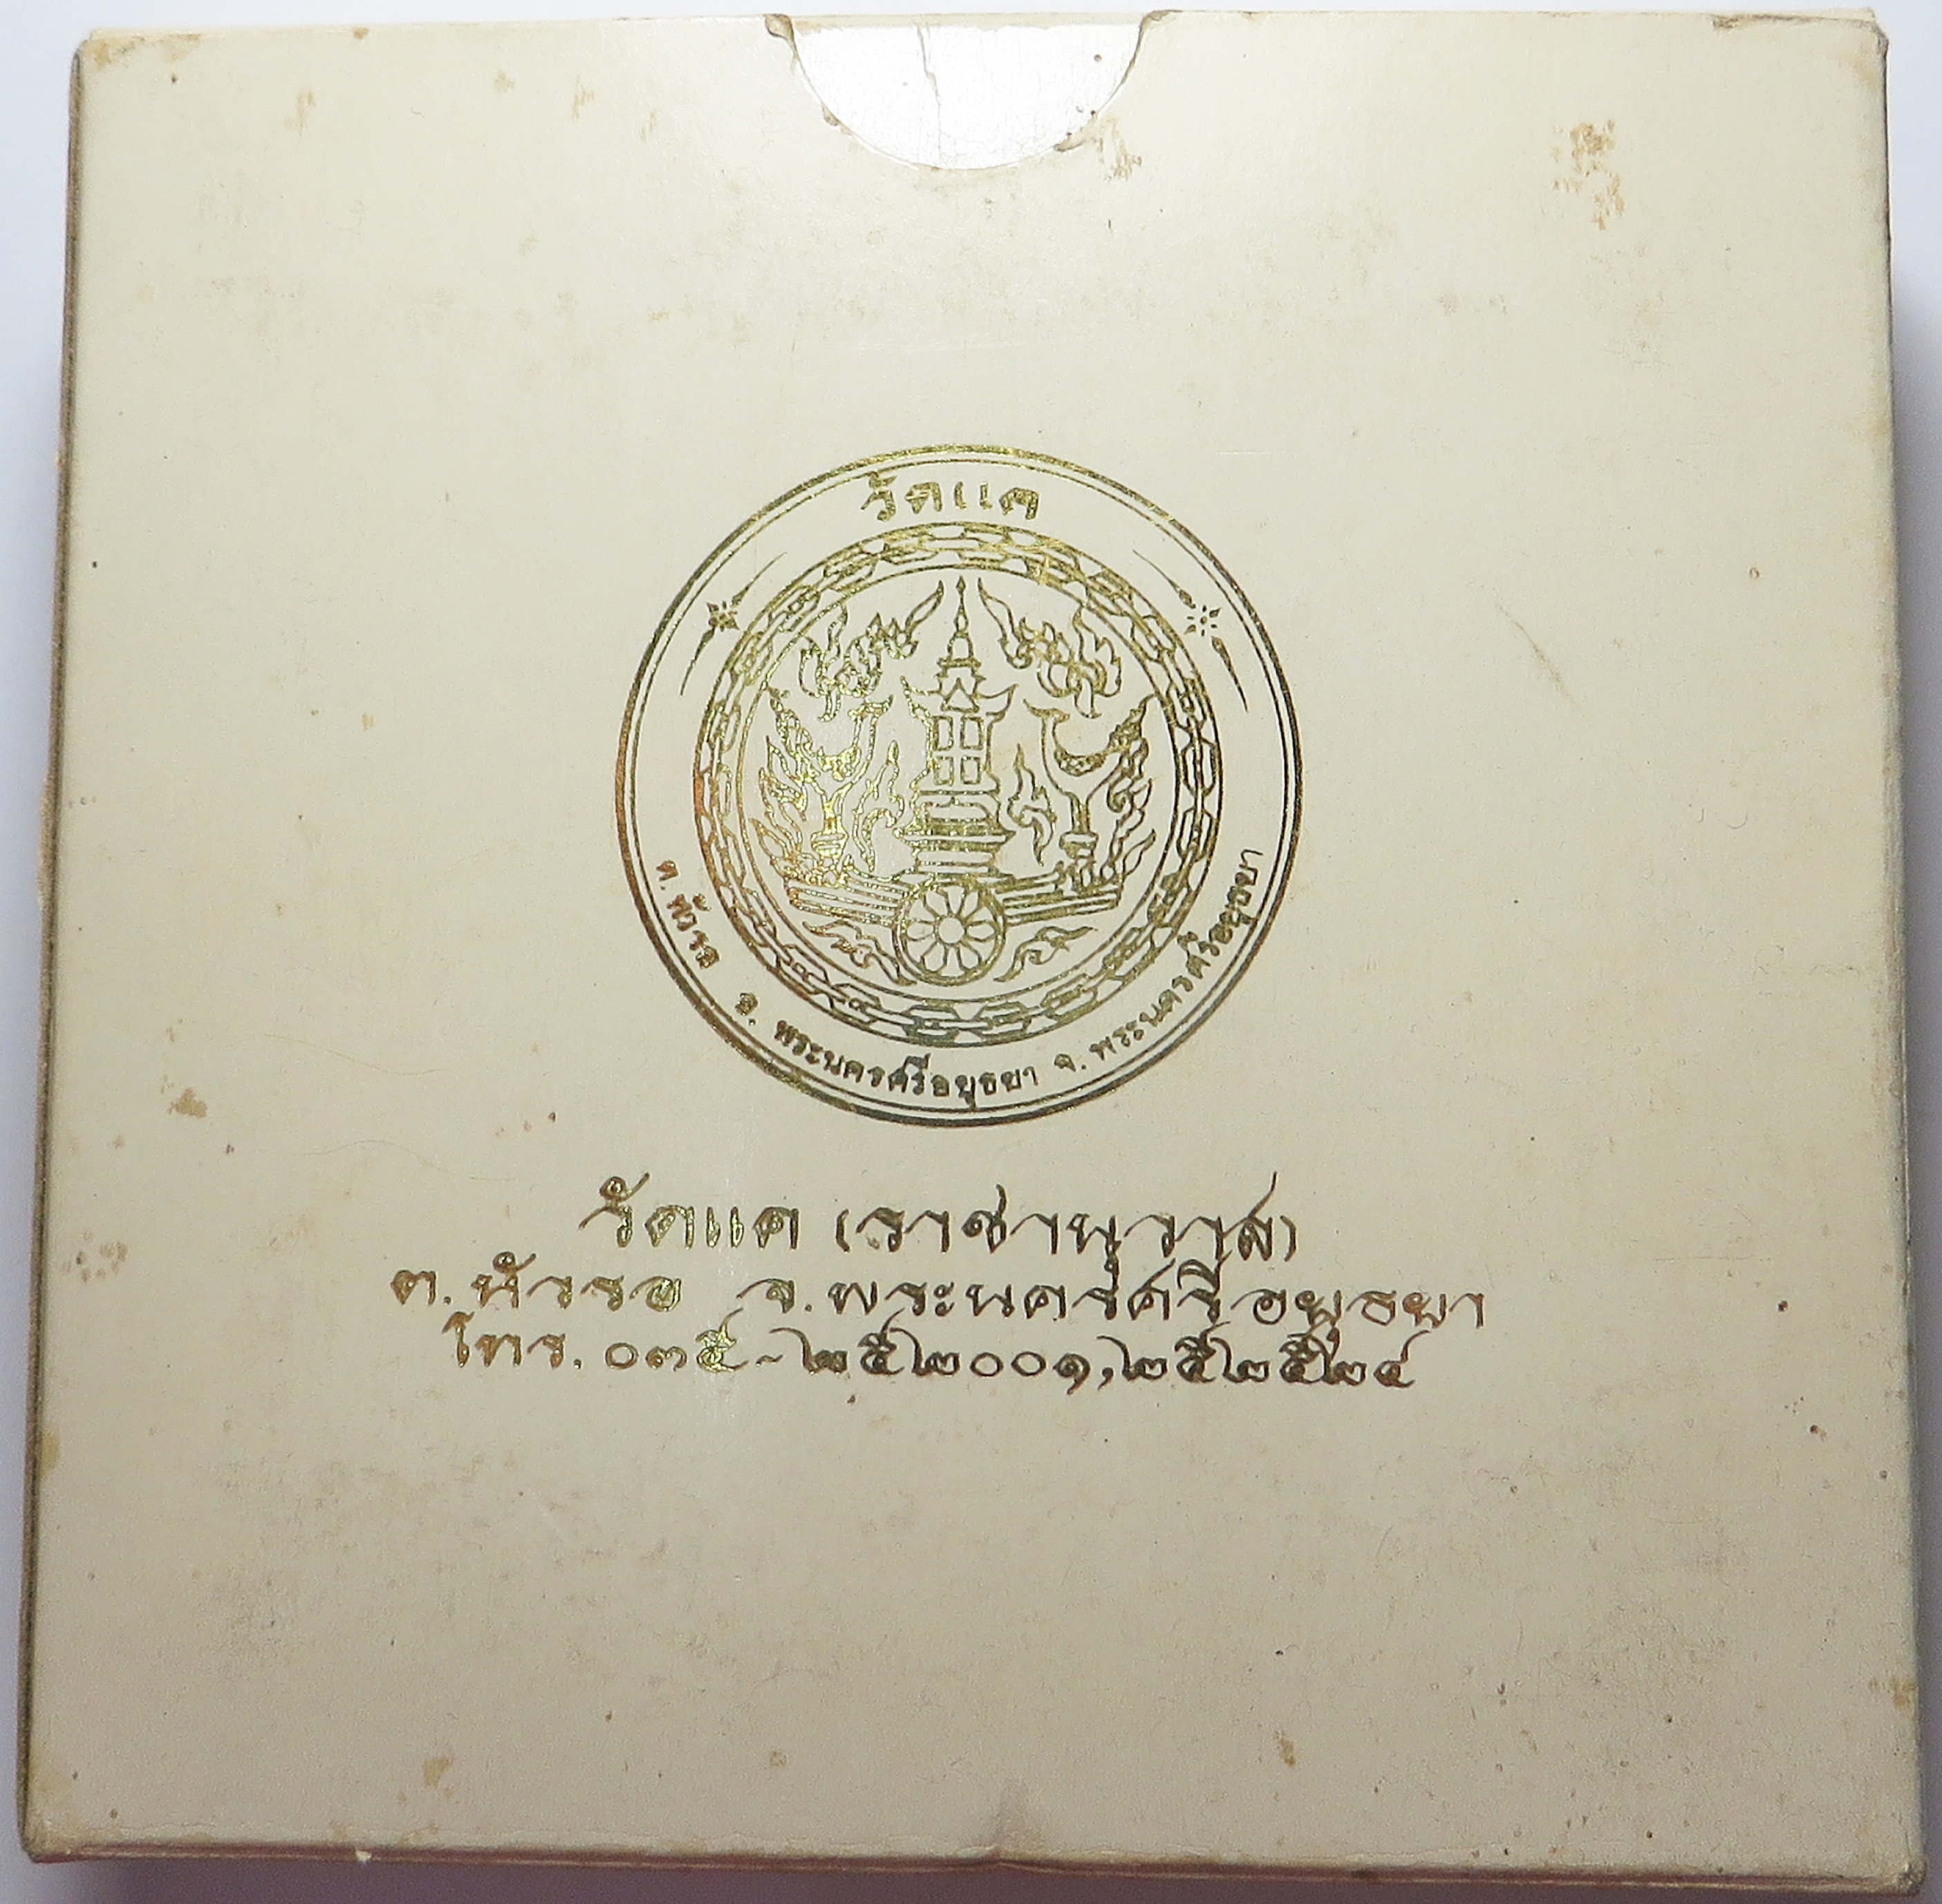 วัดแค
ต.หัวรอ อ. พระนครศรีอยุธยา จ. พระนครศรีอยุธยา
วัดแค (ราชานุวาส)
ต.หัวรอ จ.พระนครศรีอยุธยา
โทร. ๐๓๕-๒๕๒๐๐๑,๒๕๒๕๒๔